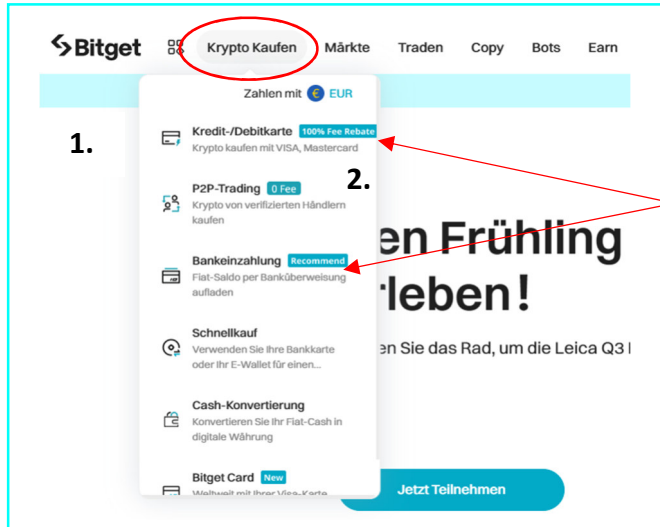 Bitget Krypto Kaufen Märkte Traden Copy Bots Earn
Zahlen mit € EUR
1.
Kredit-/Debitkarte 100% Fee Rebate
Krypto kaufen mit VISA, Mastercard
2.
P2P-Trading 0 Fee
Krypto von verifizierten Händlern
kaufen
Bankeinzahlung Recommend
Fiat-Saldo per Banküberweisung
aufladen
en Frühling
rleben!
Schnellkauf
Verwenden Sie Ihre Bankkarte
oder Ihr E-Wallet für einen...
en Sie das Rad, um die Leica Q3
Cash-Konvertierung
Konvertieren Sie Ihr Fiat-Cash in
digitale Währung
Bitget Card New
Weltweit mit Ihrer Visa-Karte
Jetzt Teilnehmen